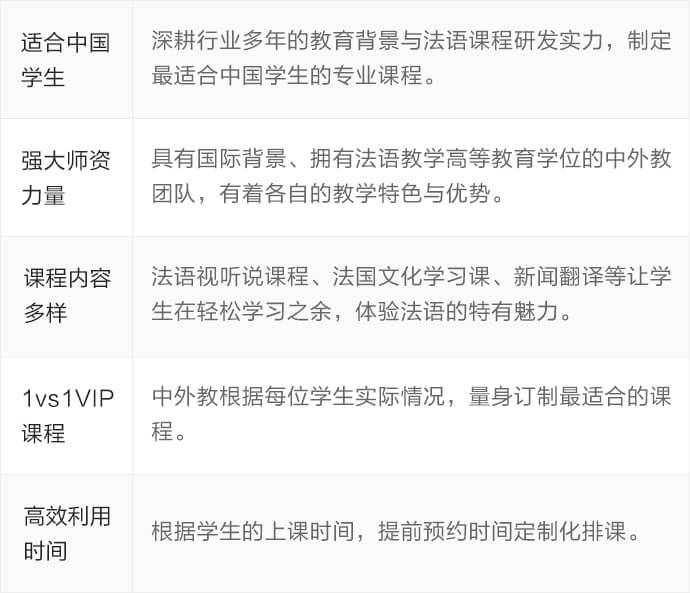 适合中国
学生
深耕行业多年的教育背景与法语课程研发实力，制定
最适合中国学生的专业课程。
强大师资
力量
具有国际背景、拥有法语教学高等教育学位的中外教
团队，有着各自的教学特色与优势。
课程内容
多样
法语视听说课程、法国文化学习课、新闻翻译等让学
生在轻松学习之余，体验法语的特有魅力。
1vs1VIP
课程
中外教根据每位学生实际情况，量身订制最适合的课
程。
高效利用
时间
根据学生的上课时间，提前预约时间定制化排课。